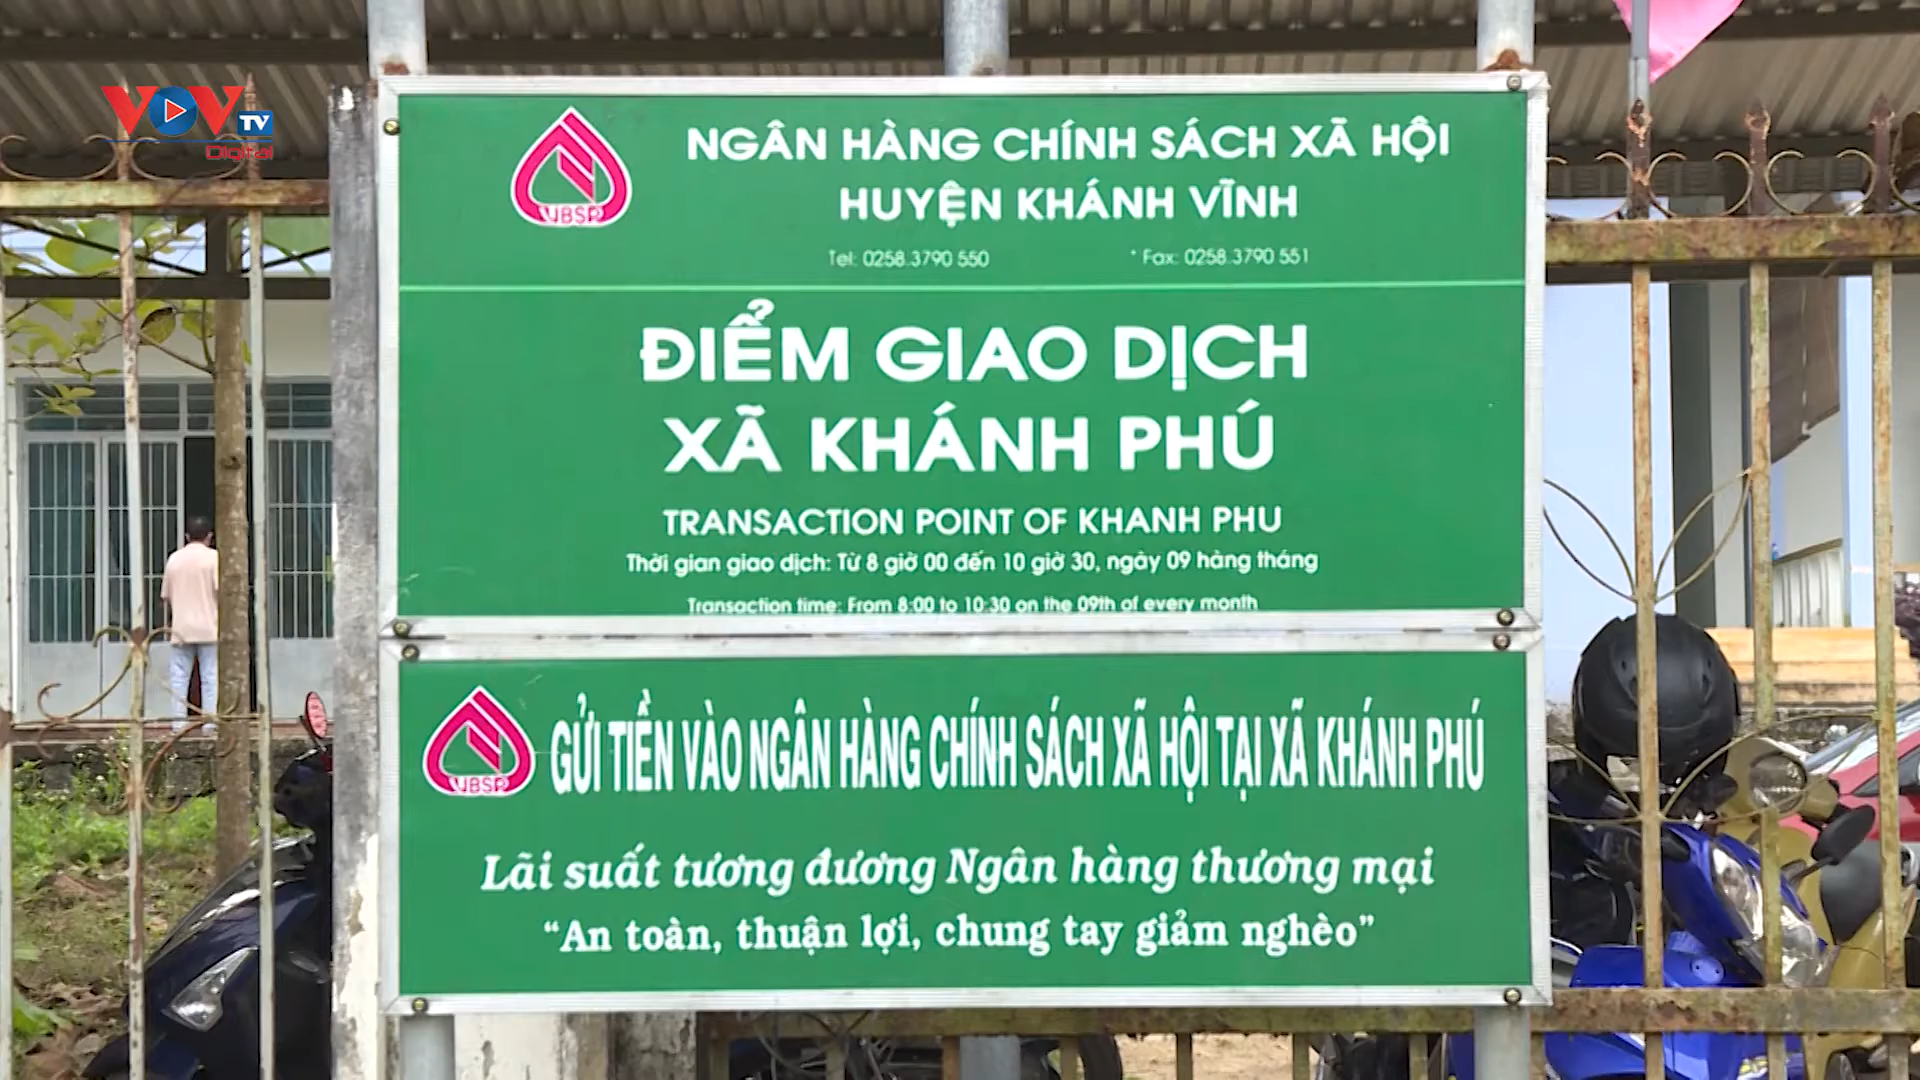 VOV TV
Digital
VBSP
NGÂN HÀNG CHÍNH SÁCH XÃ HỘI
HUYỆN KHÁNH VĨNH
Tel: 0258.3790 550 * Fax: 0258.3790 551
ĐIỂM GIAO DỊCH
XÃ KHÁNH PHÚ
TRANSACTION POINT OF KHANH PHU
Thời gian giao dịch: Từ 8 giờ 00 đến 10 giờ 30, ngày 09 hàng tháng
Transaction time: From 8:00 to 10:30 on the 09th of every month
VBSP
GỬI TIỀN VÀO NGÂN HÀNG CHÍNH SÁCH XÃ HỘI TẠI XÃ KHÁNH PHÚ
Lãi suất tương đương Ngân hàng thương mại
“An toàn, thuận lợi, chung tay giảm nghèo”